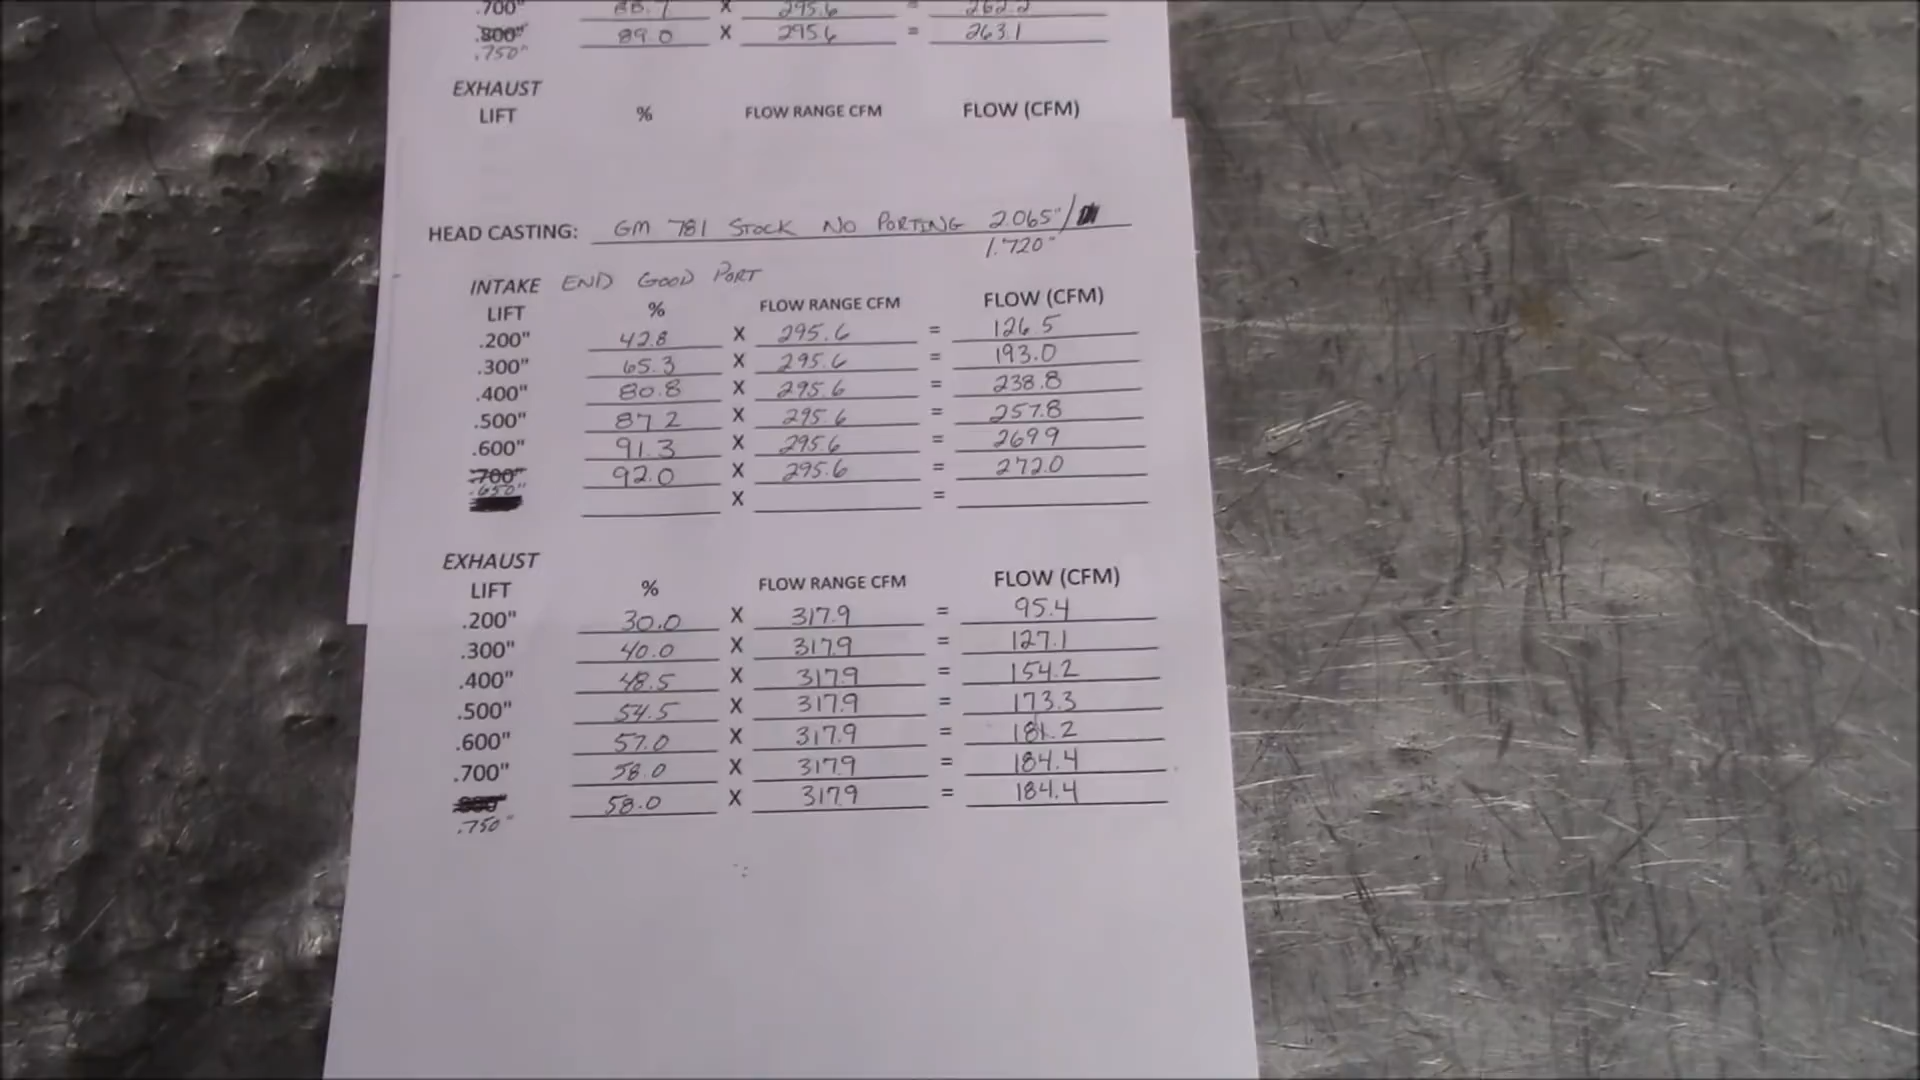 .700" 88.7 X 295.6 = 262.2
.800" 89.0 X 295.6 = 263.1
.750"
EXHAUST
LIFT % FLOW RANGE CFM FLOW (CFM)
HEAD CASTING: GM 781 STOCK NO PORTING 2.065"/
1.720"
INTAKE END GOOD PORT
LIFT % FLOW RANGE CFM FLOW (CFM)
.200" 42.8 X 295.6 = 126.5
.300" 65.3 X 295.6 = 193.0
.400" 80.8 X 295.6 = 238.8
.500" 87.2 X 295.6 = 257.8
.600" 91.3 X 295.6 = 269.9
.700" 92.0 X 295.6 = 272.0
.650" X =
EXHAUST
LIFT % FLOW RANGE CFM FLOW (CFM)
.200" 30.0 X 317.9 = 95.4
.300" 40.0 X 317.9 = 127.1
.400" 48.5 X 317.9 = 154.2
.500" 54.5 X 317.9 = 173.3
.600" 57.0 X 317.9 = 181.2
.700" 58.0 X 317.9 = 184.4
.800" 58.0 X 317.9 = 184.4
.750"